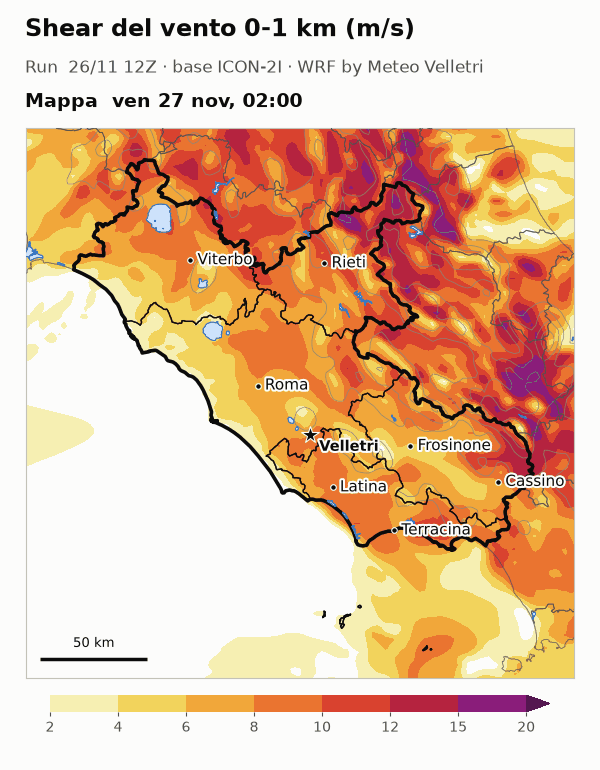 Shear del vento 0-1 km (m/s)
Run  26/11 12Z · base ICON-2I · WRF by Meteo Velletri
Mappa  ven 27 nov, 02:00
Viterbo
Rieti
Roma
Velletri
Frosinone
Latina
Cassino
Terracina
50 km
2 4 6 8 10 12 15 20